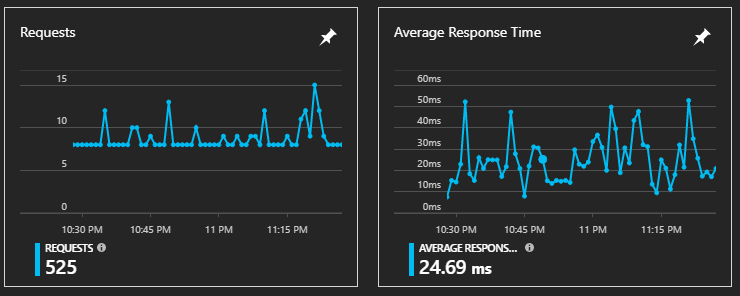 Requests
15
10
5
0
10:30 PM 10:45 PM 11 PM 11:15 PM
REQUESTS
525
Average Response Time
60ms
50ms
40ms
30ms
20ms
10ms
0ms
10:30 PM 10:45 PM 11 PM 11:15 PM
AVERAGE RESPONS...
24.69 ms